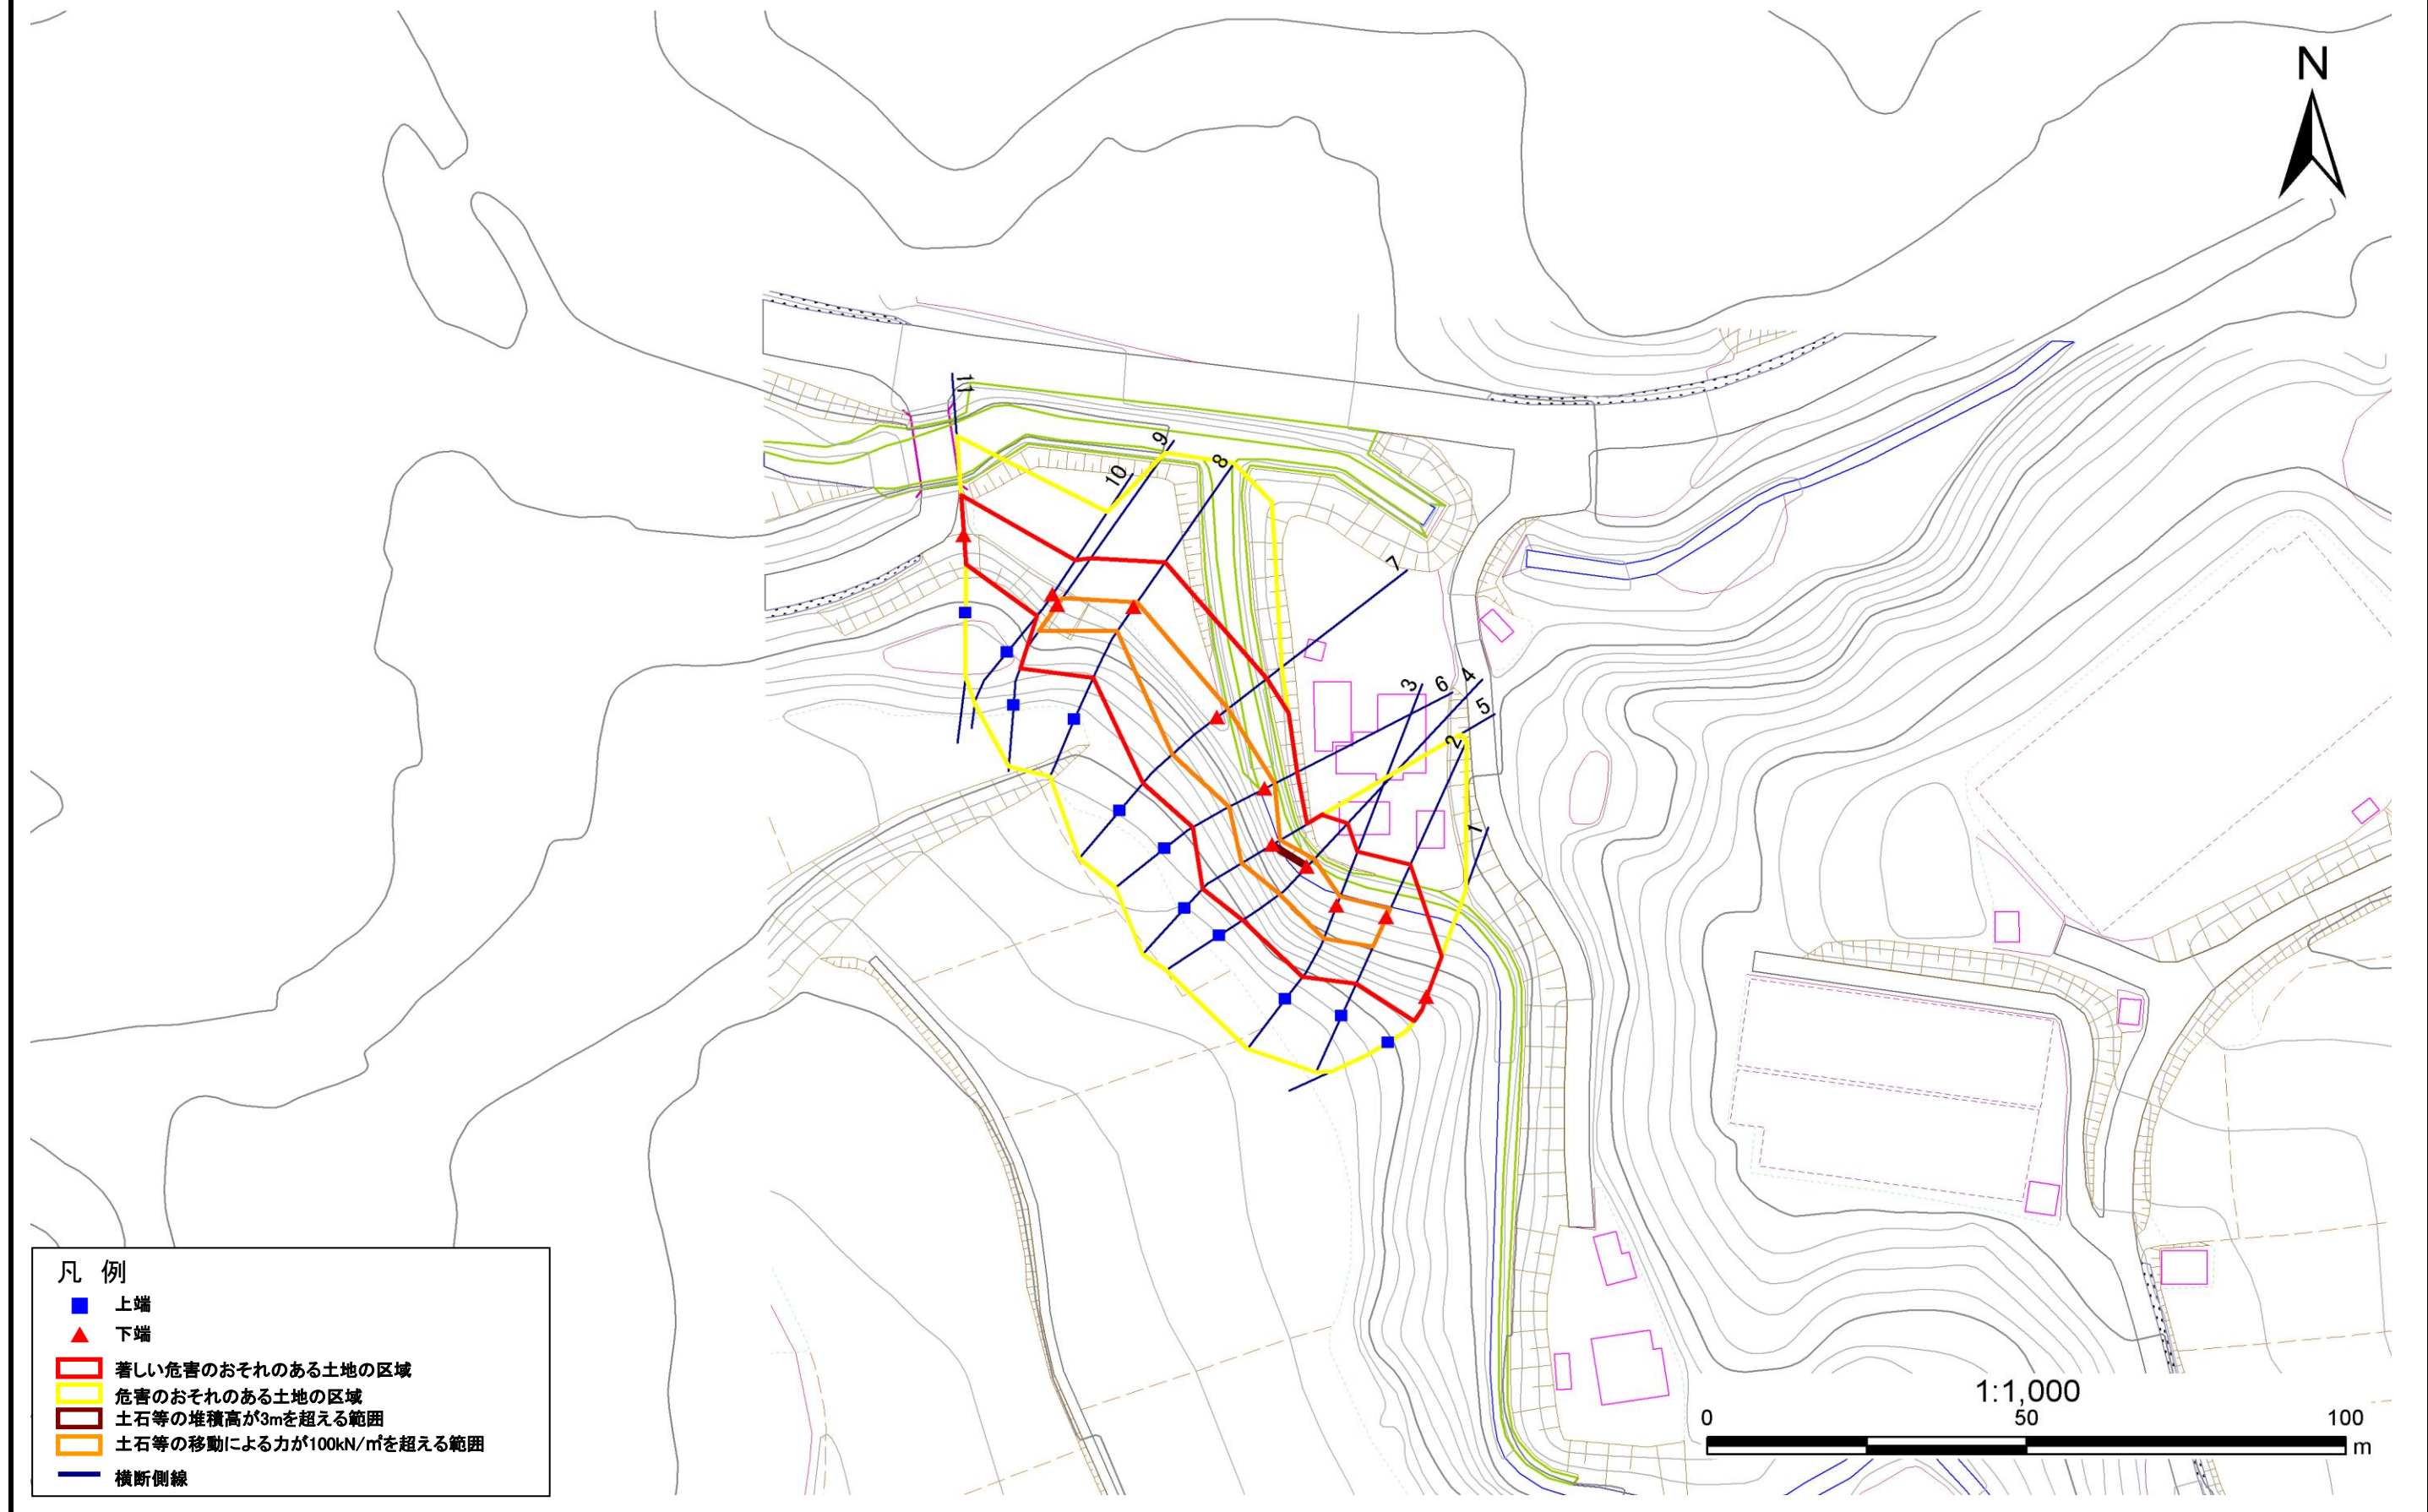 N
11
9
8
10
7
3
6
4
5
2
1
凡 例
上端
下端
著しい危害のおそれのある土地の区域
危害のおそれのある土地の区域
土石等の堆積高が3mを超える範囲
土石等の移動による力が100kN/㎡を超える範囲
横断側線
1:1,000
0 50 100
m